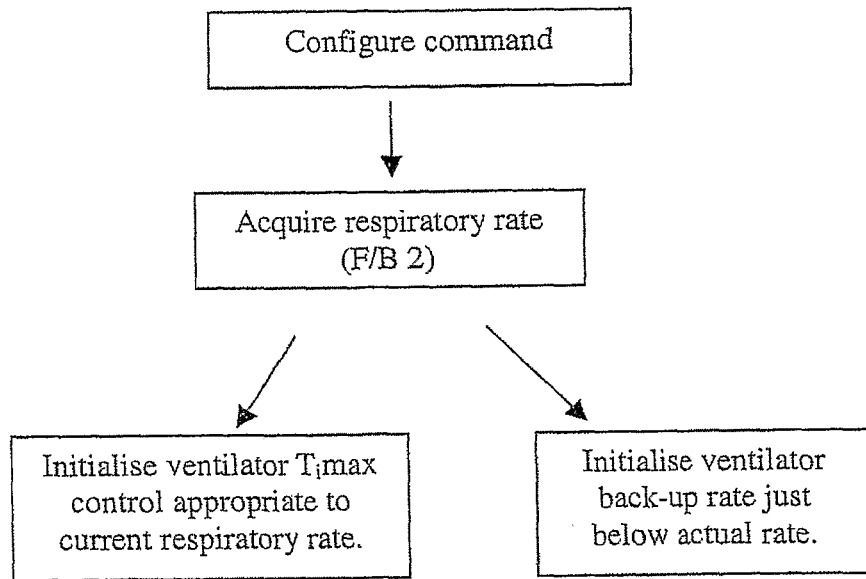 Configure command
Acquire respiratory rate
(F/B 2)
Initialise ventilator Tᵢmax
control appropriate to
current respiratory rate.
Initialise ventilator
back-up rate just
below actual rate.